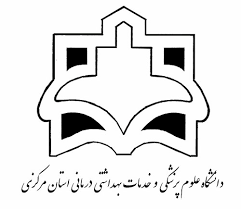 دانشگاه علوم پزشکی و خدمات بهداشتی درمانی استان مرکزی